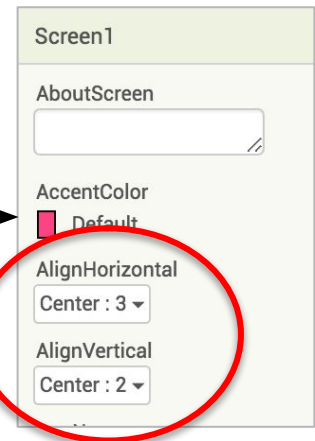 Screen1
AboutScreen
AccentColor
Default
AlignHorizontal
Center : 3
AlignVertical
Center : 2